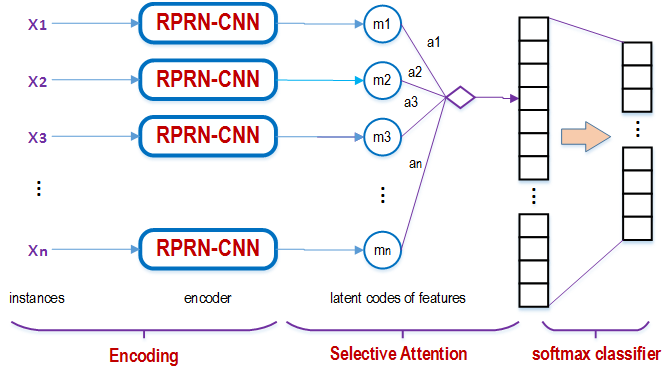 X1 RPRN-CNN m1 a1
X2 RPRN-CNN m2 a2
X3 RPRN-CNN m3 a3
⋮ ⋮ an ⋮ ⋮
Xn RPRN-CNN mn
instances encoder latent codes of features
Encoding Selective Attention softmax classifier